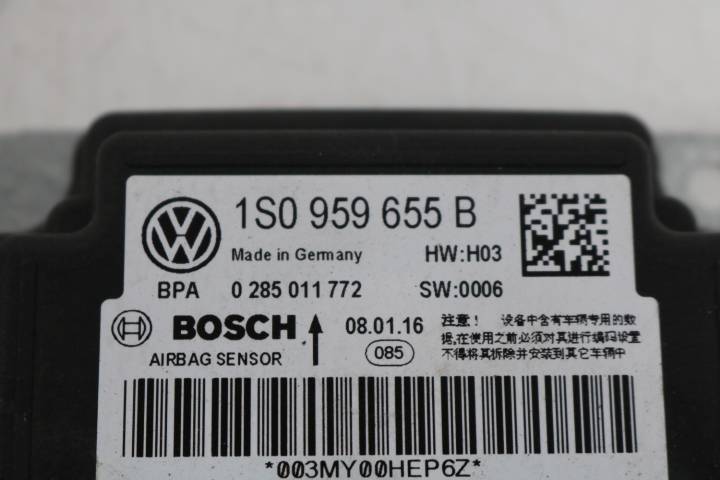 1S0 959 655 B
Made in Germany HW:H03
BPA 0 285 011 772 SW:0006
BOSCH 08.01.16
AIRBAG SENSOR 085
注意！ 设备中含有车辆专用的数
据,在使用之前必须对其进行编码设置
不得将其拆除并安装到其它车辆中
*003MY00HEP6Z*